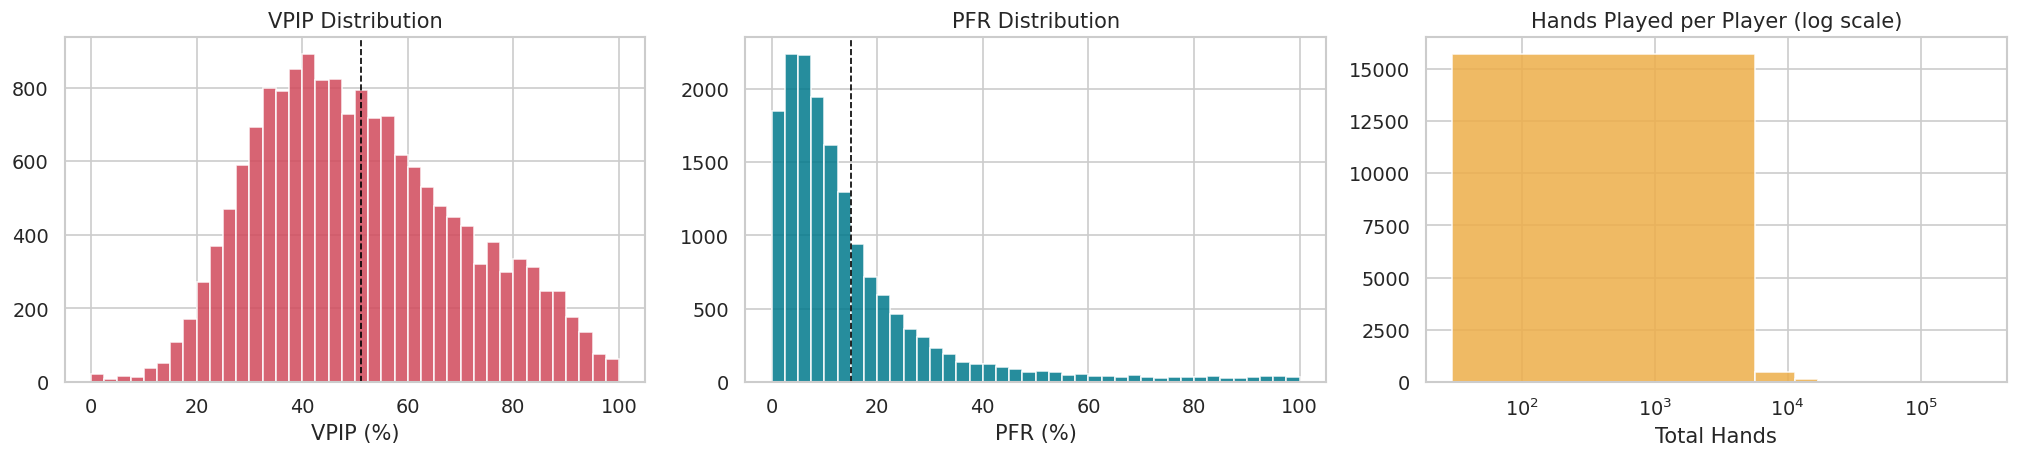 VPIP Distribution
800
600
400
200
0
0 20 40 60 80 100
VPIP (%)
PFR Distribution
2000
1500
1000
500
0
0 20 40 60 80 100
PFR (%)
Hands Played per Player (log scale)
15000
12500
10000
7500
5000
2500
0
10² 10³ 10⁴ 10⁵
Total Hands